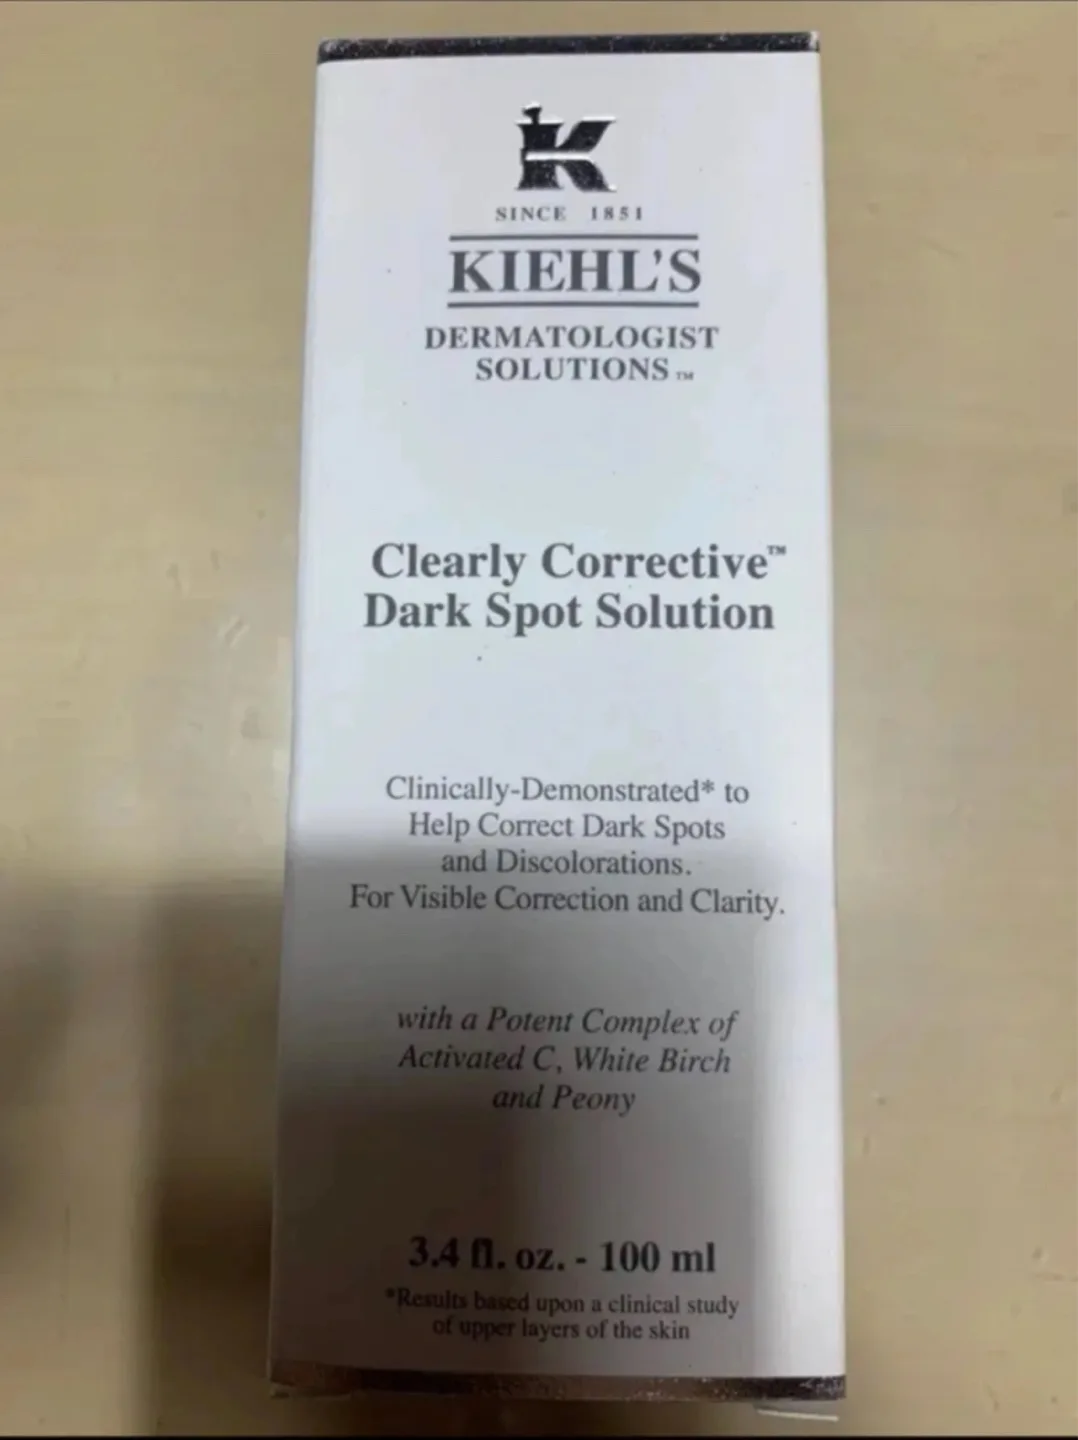 K
SINCE 1851
KIEHL'S
DERMATOLOGIST
SOLUTIONS™
Clearly Corrective™
Dark Spot Solution
Clinically-Demonstrated* to
Help Correct Dark Spots
and Discolorations.
For Visible Correction and Clarity.
with a Potent Complex of
Activated C, White Birch
and Peony
3.4 fl. oz. - 100 ml
*Results based upon a clinical study
of upper layers of the skin